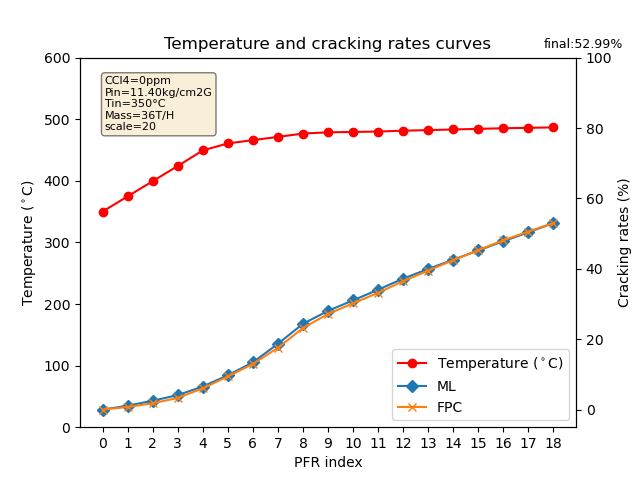 Temperature and cracking rates curves
final:52.99%
CCl4=0ppm
Pin=11.40kg/cm2G
Tin=350°C
Mass=36T/H
scale=20
600
500
400
300
200
100
0
Temperature (°C)
100
80
60
40
20
0
Cracking rates (%)
Temperature (°C)
ML
FPC
0 1 2 3 4 5 6 7 8 9 10 11 12 13 14 15 16 17 18
PFR index